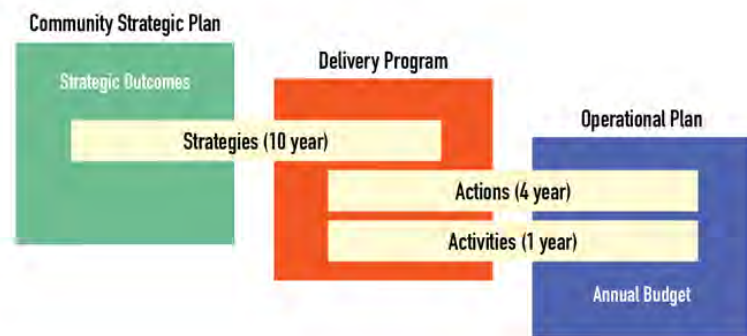 Community Strategic Plan
Strategic Outcomes
Delivery Program
Strategies (10 year)
Operational Plan
Actions (4 year)
Activities (1 year)
Annual Budget